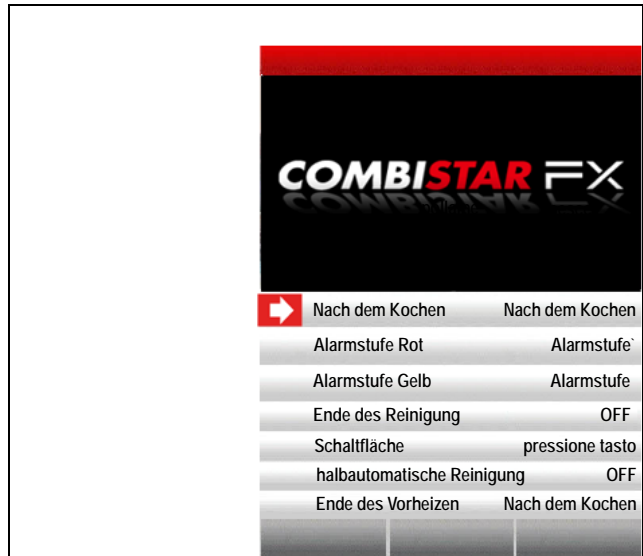 COMBISTAR FX
Nach dem Kochen Nach dem Kochen
Alarmstufe Rot Alarmstufe`
Alarmstufe Gelb Alarmstufe
Ende des Reinigung OFF
Schaltfläche pressione tasto
halbautomatische Reinigung OFF
Ende des Vorheizen Nach dem Kochen